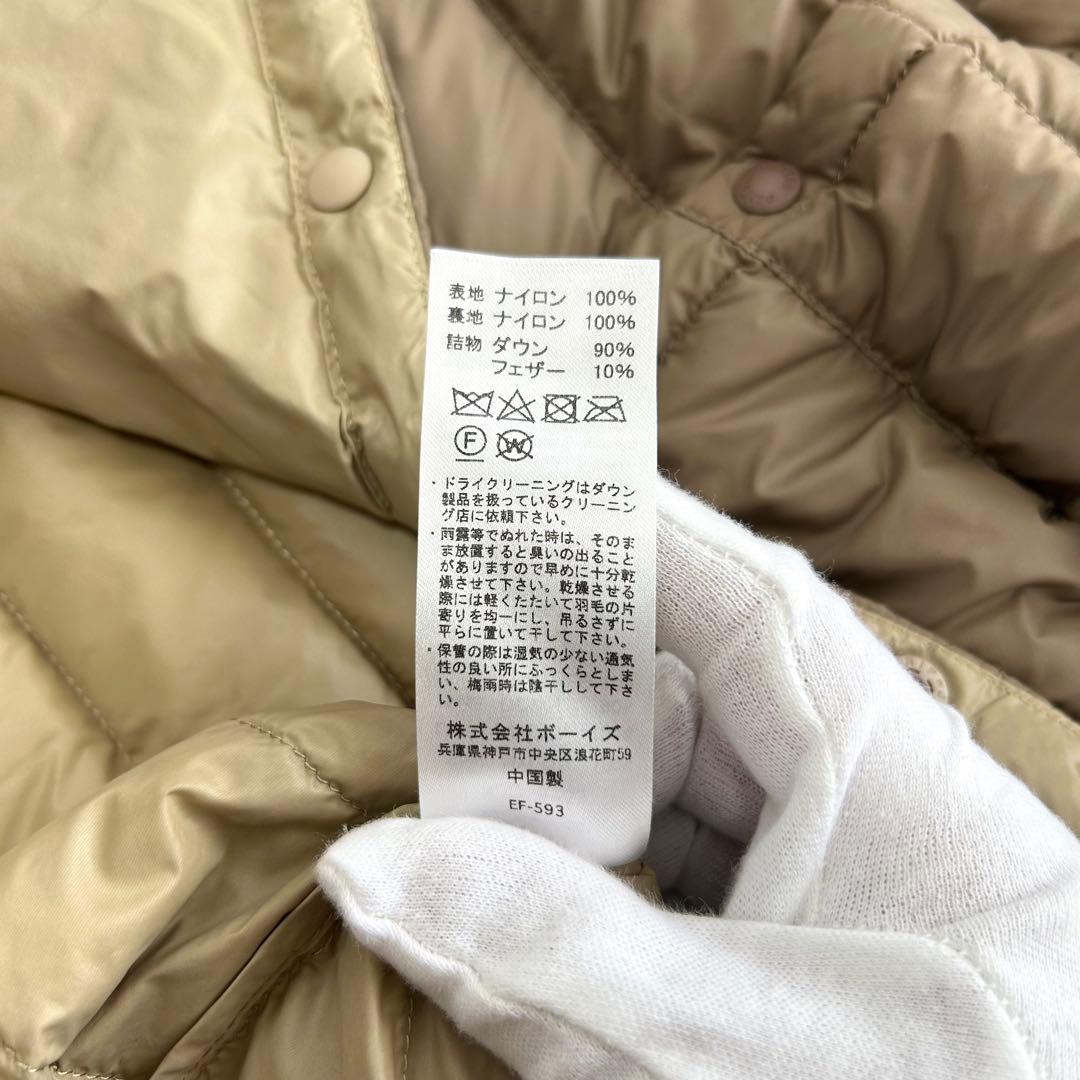 表地 ナイロン 100%
裏地 ナイロン 100%
詰物 ダウン 90%
フェザー 10%
F
W
・ドライクリーニングはダウン
製品を扱っているクリーニン
グ店に依頼下さい。
・雨露等でぬれた時は、そのま
ま放置すると臭いの出ること
がありますので早めに十分乾
燥させて下さい。乾燥させる
際には軽くたたいて羽毛の片
寄りを均一にし、吊るさずに
平らに置いて干して下さい。
・保管の際は湿気の少ない通気
性の良い所にふっくらとしま
い、梅雨時は陰干しして下さ
い。
株式会社ボーイズ
兵庫県神戸市中央区浪花町59
中国製
EF-593